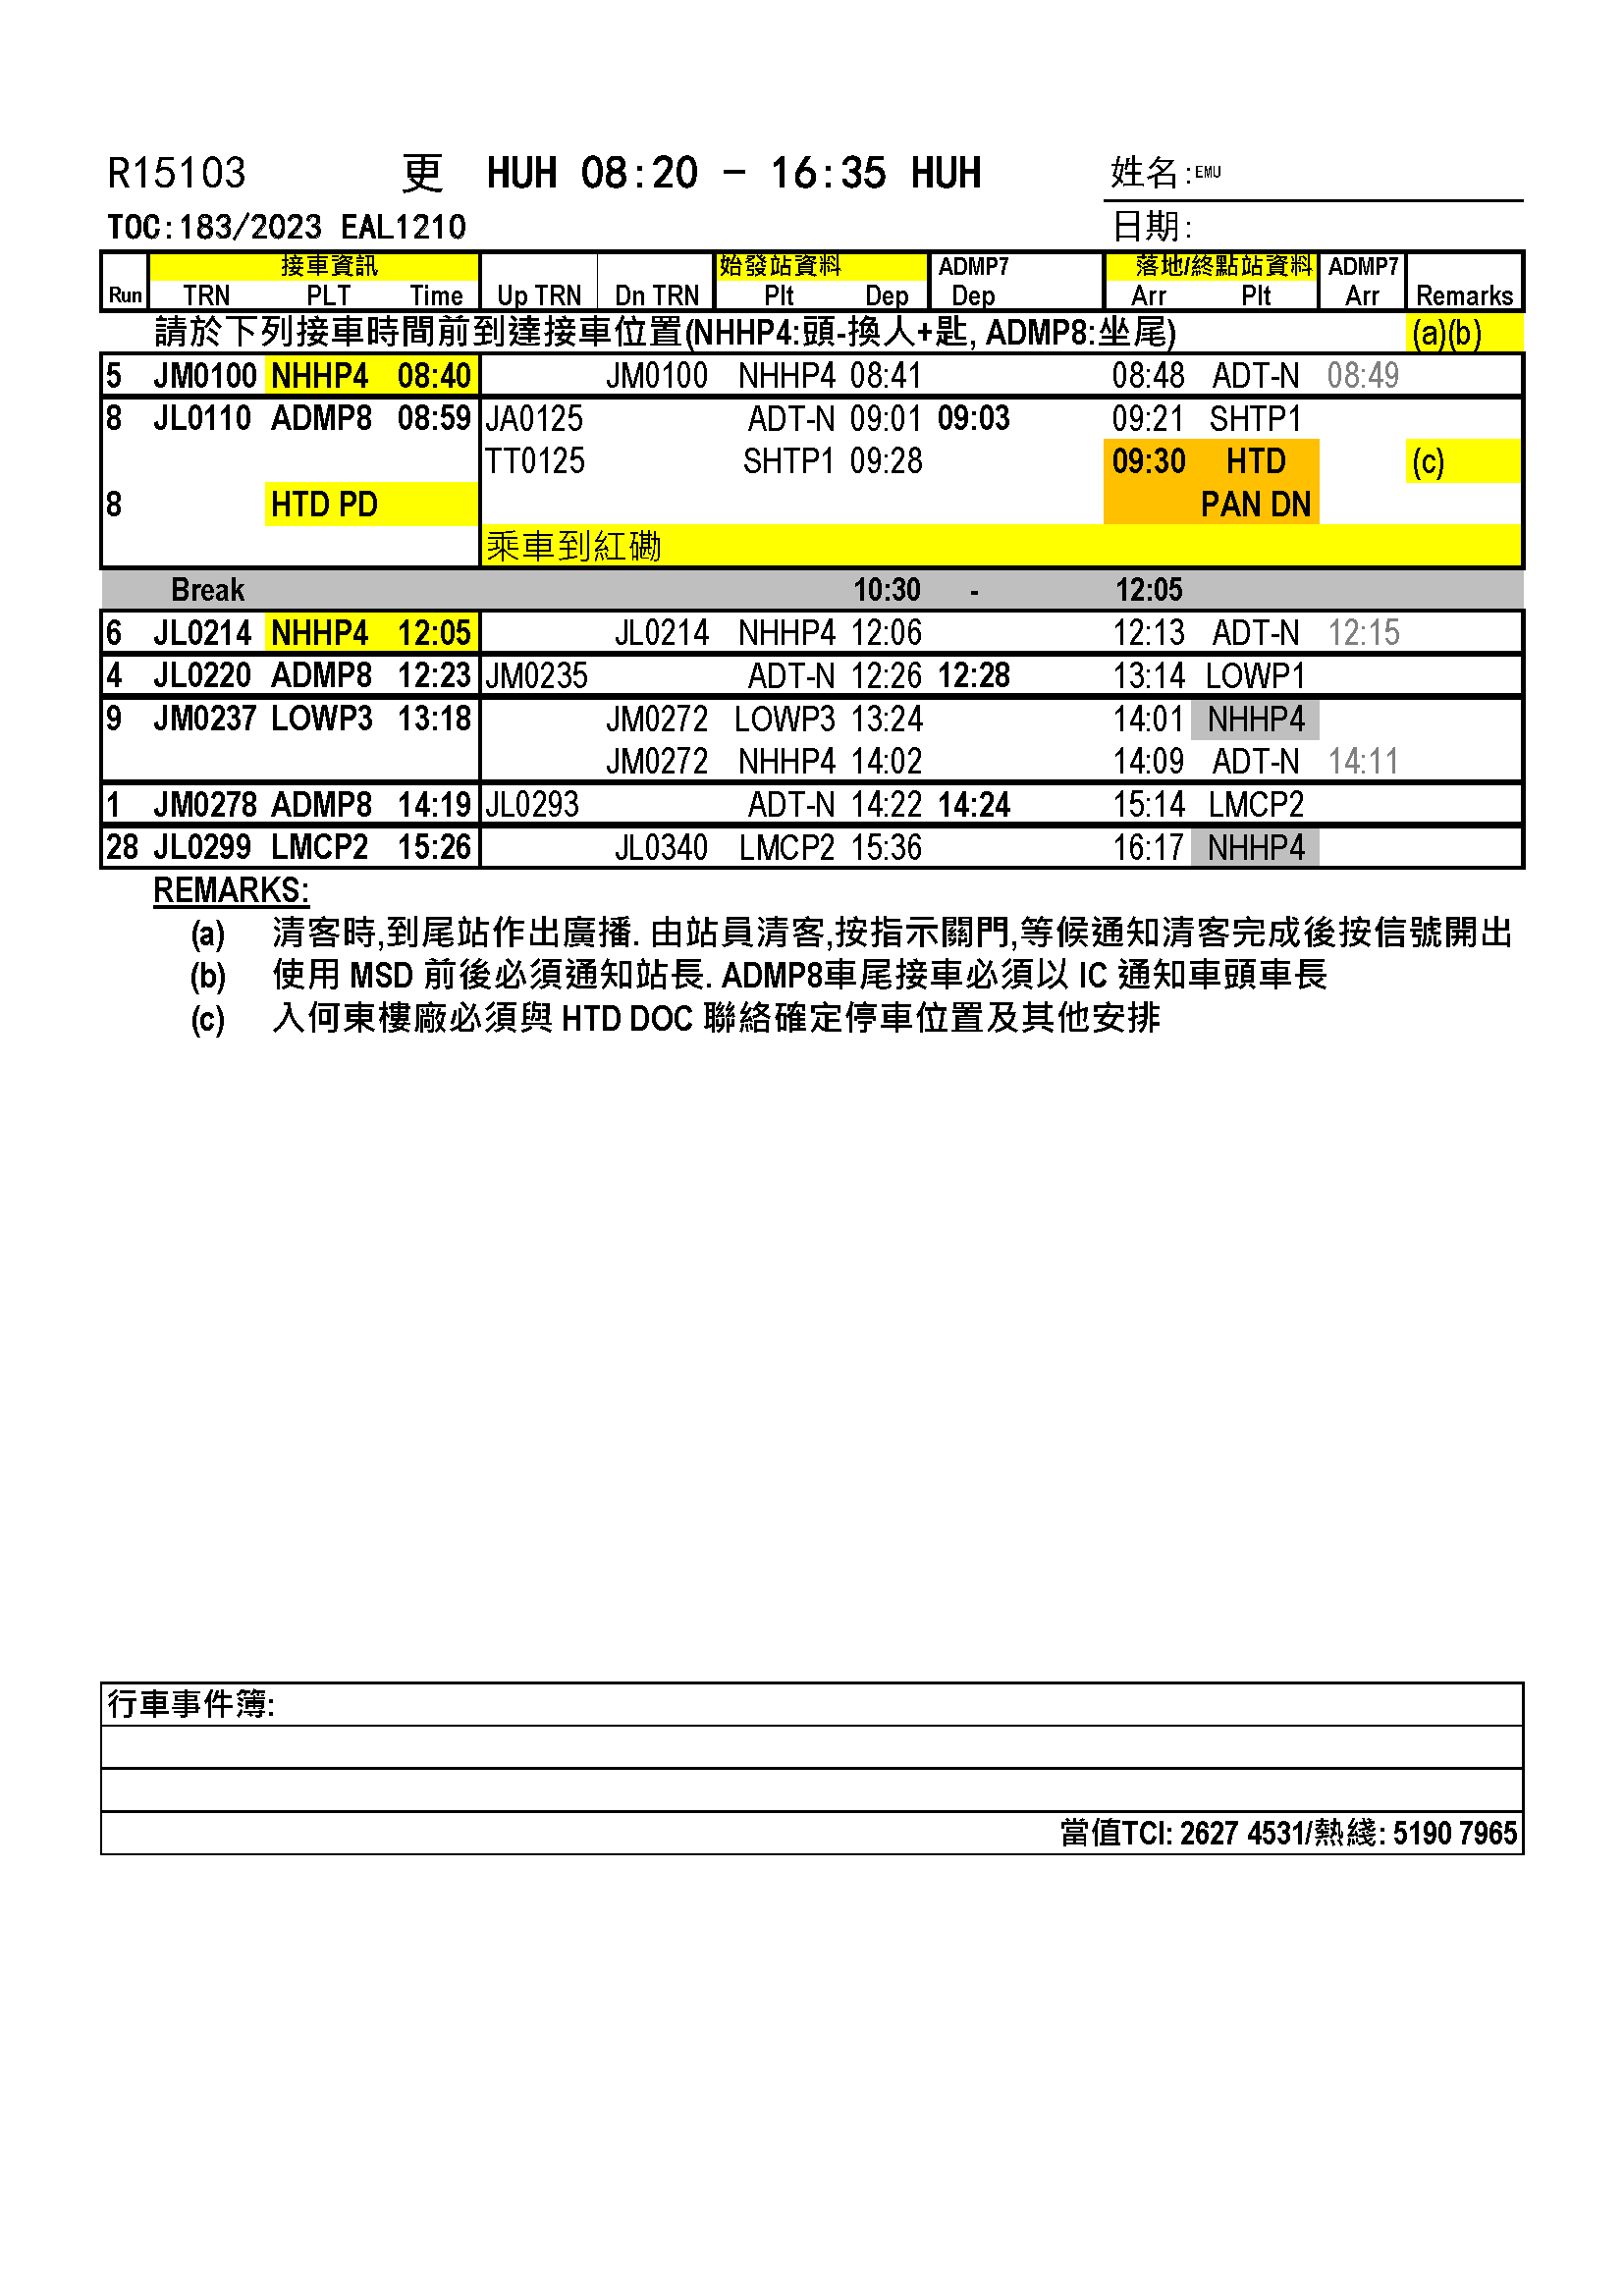 R15103 更 HUH 08:20 - 16:35 HUH 姓名:EMU
TOC:183/2023 EAL1210 日期:
接車資訊 始發站資料 ADMP7 落地/終點站資料 ADMP7
Run TRN PLT Time Up TRN Dn TRN Plt Dep Dep Arr Plt Arr Remarks
請於下列接車時間前到達接車位置(NHHP4:頭-換人+匙, ADMP8:坐尾) (a)(b)
5 JM0100 NHHP4 08:40 JM0100 NHHP4 08:41 08:48 ADT-N 08:49
8 JL0110 ADMP8 08:59 JA0125 ADT-N 09:01 09:03 09:21 SHTP1
TT0125 SHTP1 09:28 09:30 HTD (c)
8 HTD PD PAN DN
乘車到紅磡
Break 10:30 - 12:05
6 JL0214 NHHP4 12:05 JL0214 NHHP4 12:06 12:13 ADT-N 12:15
4 JL0220 ADMP8 12:23 JM0235 ADT-N 12:26 12:28 13:14 LOWP1
9 JM0237 LOWP3 13:18 JM0272 LOWP3 13:24 14:01 NHHP4
JM0272 NHHP4 14:02 14:09 ADT-N 14:11
1 JM0278 ADMP8 14:19 JL0293 ADT-N 14:22 14:24 15:14 LMCP2
28 JL0299 LMCP2 15:26 JL0340 LMCP2 15:36 16:17 NHHP4
REMARKS:
(a) 清客時,到尾站作出廣播. 由站員清客,按指示關門,等候通知清客完成後按信號開出
(b) 使用 MSD 前後必須通知站長. ADMP8車尾接車必須以 IC 通知車頭車長
(c) 入何東樓廠必須與 HTD DOC 聯絡確定停車位置及其他安排
行車事件簿:
當值TCI: 2627 4531/熱綫: 5190 7965